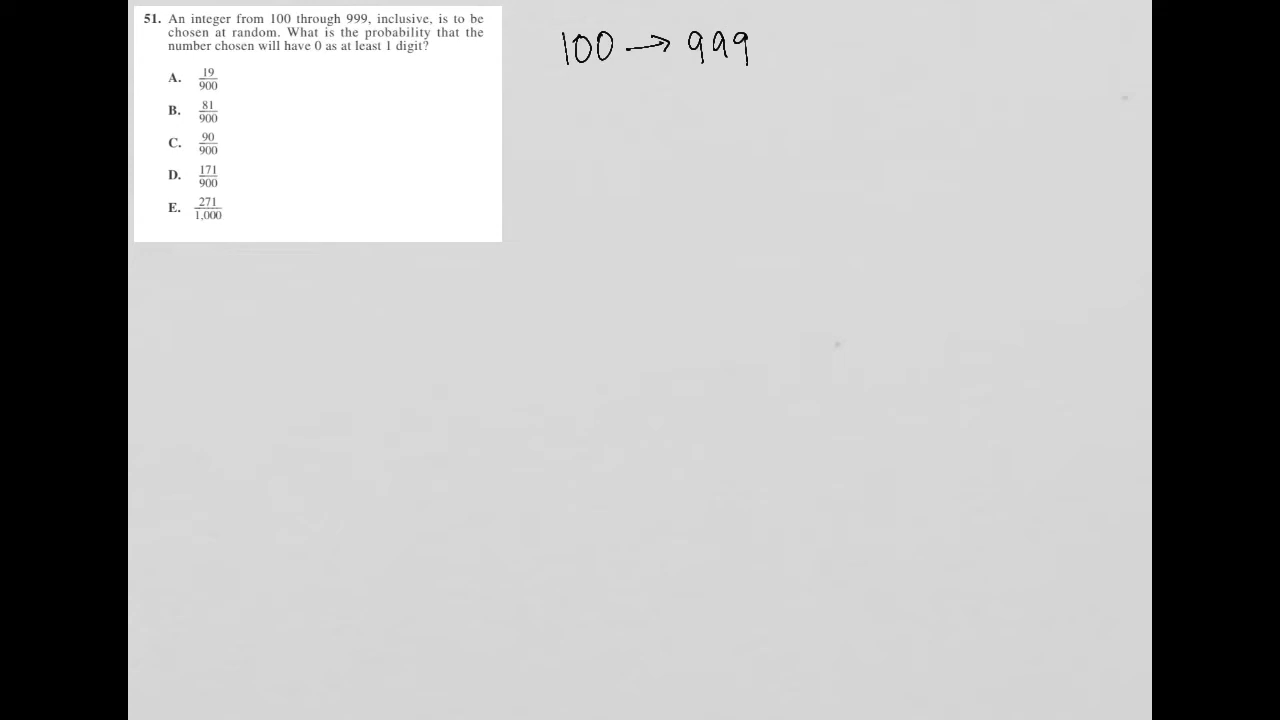 51. An integer from 100 through 999, inclusive, is to be
chosen at random. What is the probability that the
number chosen will have 0 as at least 1 digit?
A. 19/900
B. 81/900
C. 90/900
D. 171/900
E. 271/1,000
100 → 999